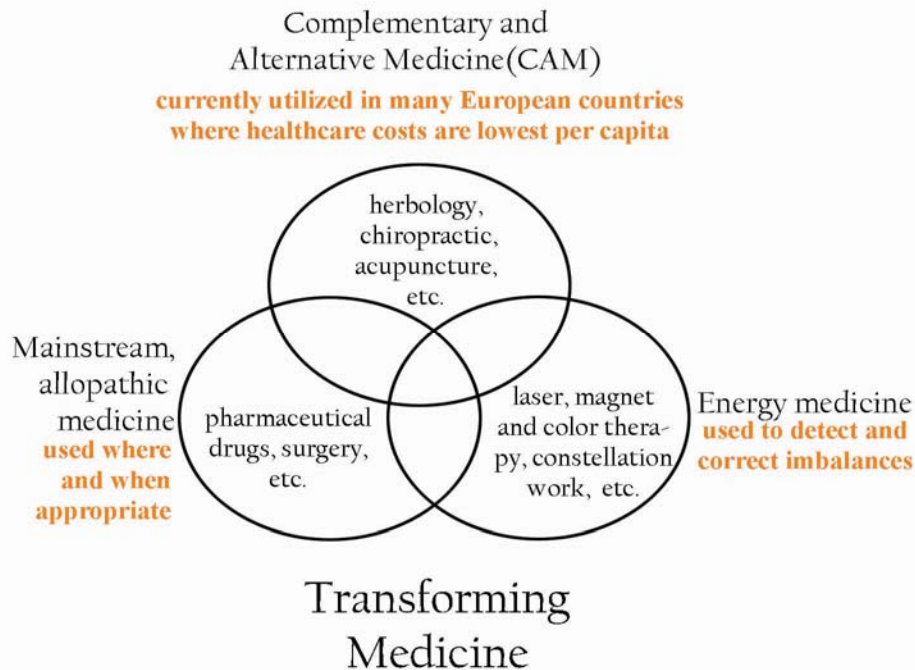 Complementary and
Alternative Medicine(CAM)
currently utilized in many European countries
where healthcare costs are lowest per capita
herbology,
chiropractic,
acupuncture,
etc.
Mainstream,
allopathic
medicine
used where
and when
appropriate
pharmaceutical
drugs, surgery,
etc.
laser, magnet
and color thera-
py, constellation
work, etc.
Energy medicine
used to detect and
correct imbalances
Transforming
Medicine